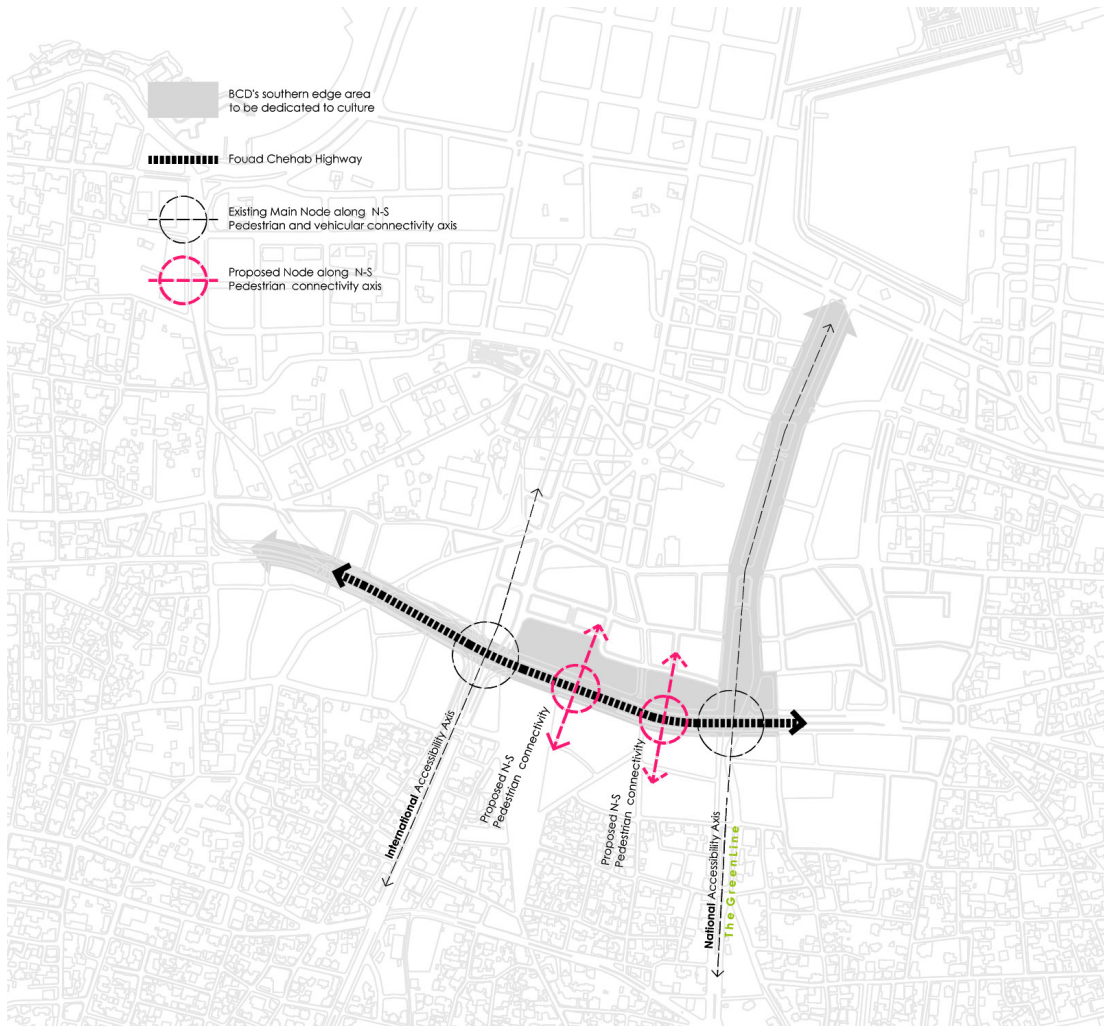 BCD's southern edge area
to be dedicated to culture
Fouad Chehab Highway
Existing Main Node along N-S
Pedestrian and vehicular connectivity axis
Proposed Node along N-S
Pedestrian connectivity axis
International Accessibility Axis
Proposed N-S
Pedestrian connectivity
Proposed N-S
Pedestrian connectivity
National Accessibility Axis
The GreenLine